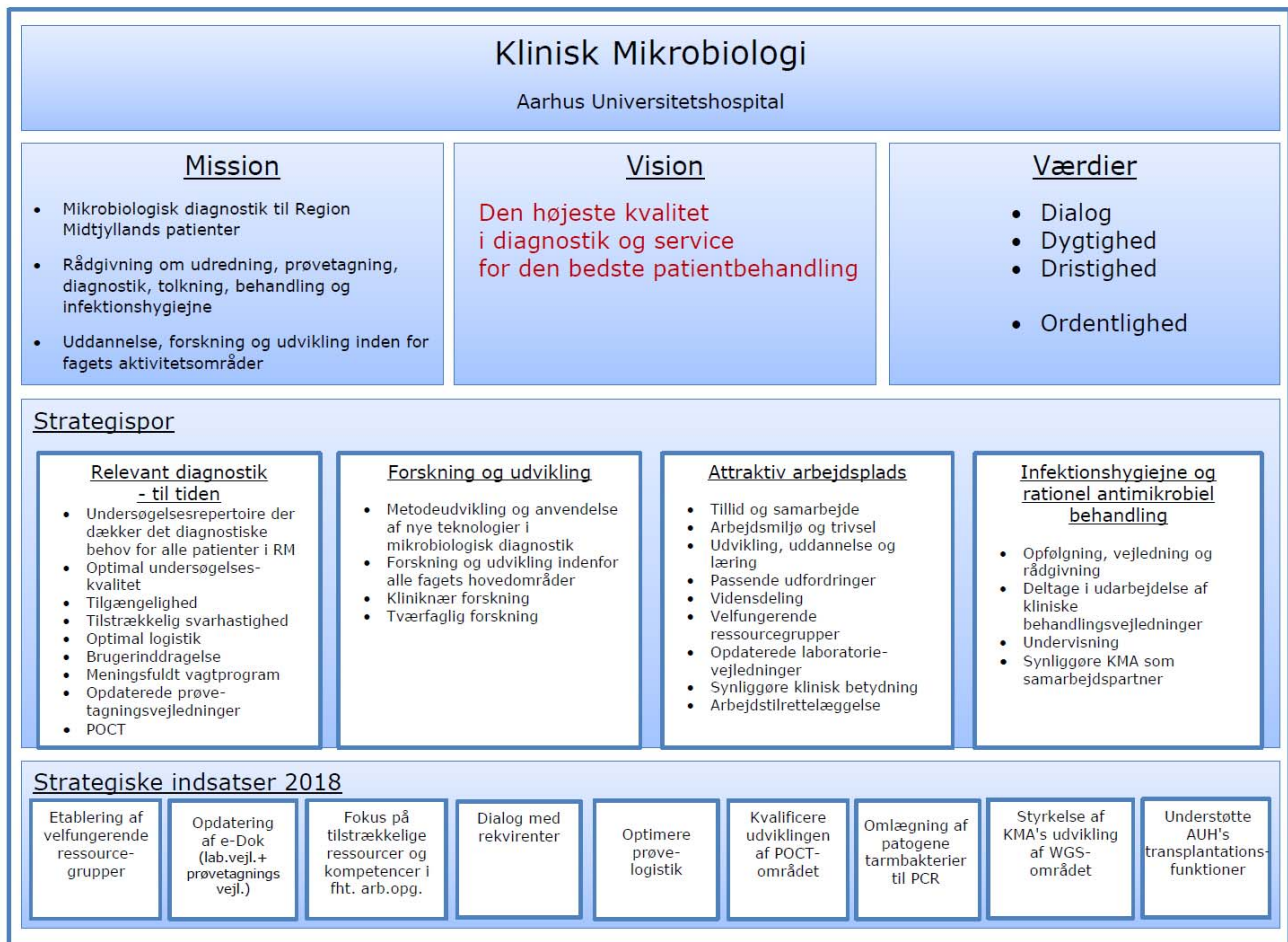 Klinisk Mikrobiologi
Aarhus Universitetshospital
Mission
• Mikrobiologisk diagnostik til Region
Midtjyllands patienter
• Rådgivning om udredning, prøvetagning,
diagnostik, tolkning, behandling og
infektionshygiejne
• Uddannelse, forskning og udvikling inden for
fagets aktivitetsområder
Vision
Den højeste kvalitet
i diagnostik og service
for den bedste patientbehandling
Værdier
• Dialog
• Dygtighed
• Dristighed
• Ordentlighed
Strategispor
Relevant diagnostik
- til tiden
• Undersøgelsesrepertoire der
dækker det diagnostiske
behov for alle patienter i RM
• Optimal undersøgelses-
kvalitet
• Tilgængelighed
• Tilstrækkelig svarhastighed
• Optimal logistik
• Brugerinddragelse
• Meningsfuldt vagtprogram
• Opdaterede prøve-
tagningsvejledninger
• POCT
Forskning og udvikling
• Metodeudvikling og anvendelse
af nye teknologier i
mikrobiologisk diagnostik
• Forskning og udvikling indenfor
alle fagets hovedområder
• Kliniknær forskning
• Tværfaglig forskning
Attraktiv arbejdsplads
• Tillid og samarbejde
• Arbejdsmiljø og trivsel
• Udvikling, uddannelse og
læring
• Passende udfordringer
• Vidensdeling
• Velfungerende
ressourcegrupper
• Opdaterede laboratorie-
vejledninger
• Synliggøre klinisk betydning
• Arbejdstilrettelæggelse
Infektionshygiejne og
rationel antimikrobiel
behandling
• Opfølgning, vejledning og
rådgivning
• Deltage i udarbejdelse af
kliniske
behandlingsvejledninger
• Undervisning
• Synliggøre KMA som
samarbejdspartner
Strategiske indsatser 2018
Etablering af
velfungerende
ressource-
grupper
Opdatering
af e-Dok
(lab.vejl.+
prøvetagnings
vejl.)
Fokus på
tilstrækkelige
ressourcer og
kompetencer i
fht. arb.opg.
Dialog med
rekvirenter
Optimere
prøve-
logistik
Kvalificere
udviklingen
af POCT-
området
Omlægning af
patogene
tarmbakterier
til PCR
Styrkelse af
KMA's udvikling
af WGS-
området
Understøtte
AUH's
transplantations-
funktioner